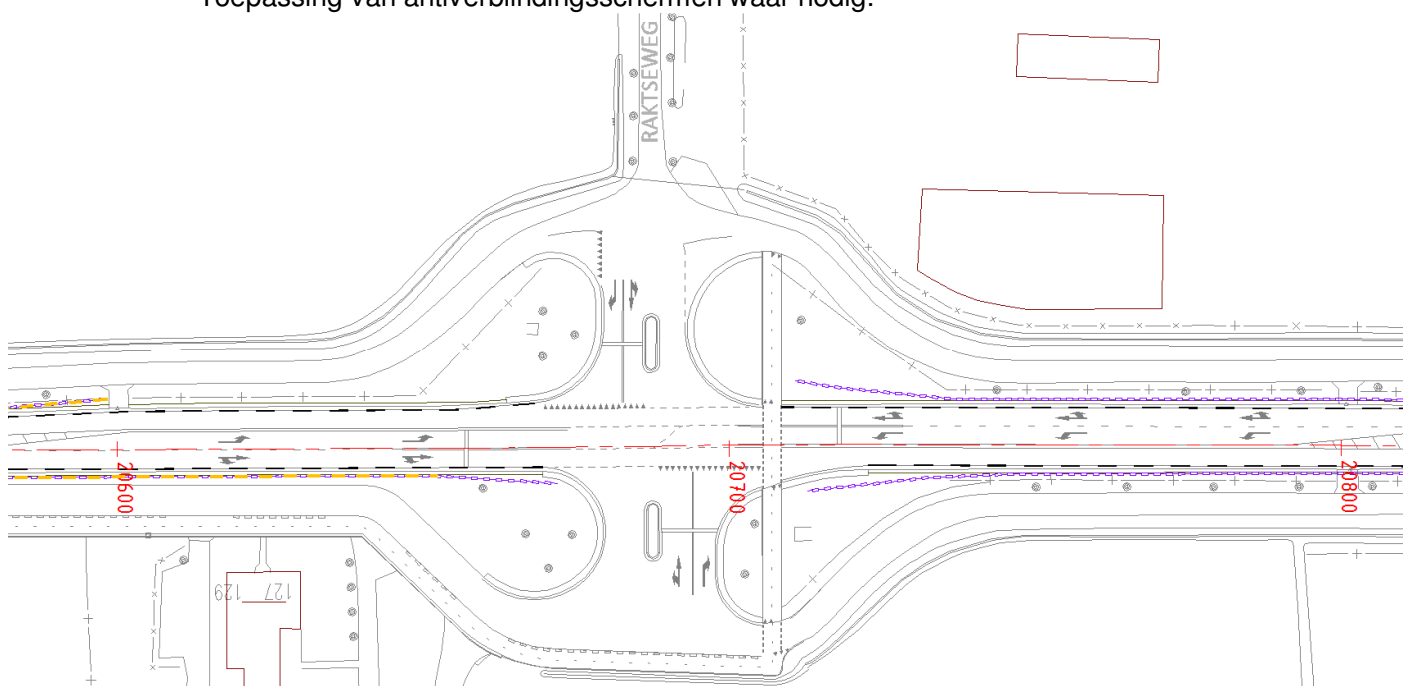 Toepassing van antiverblindingsschermen waar nodig.
RAKTSEWEG
20600
20700
20800
127 129